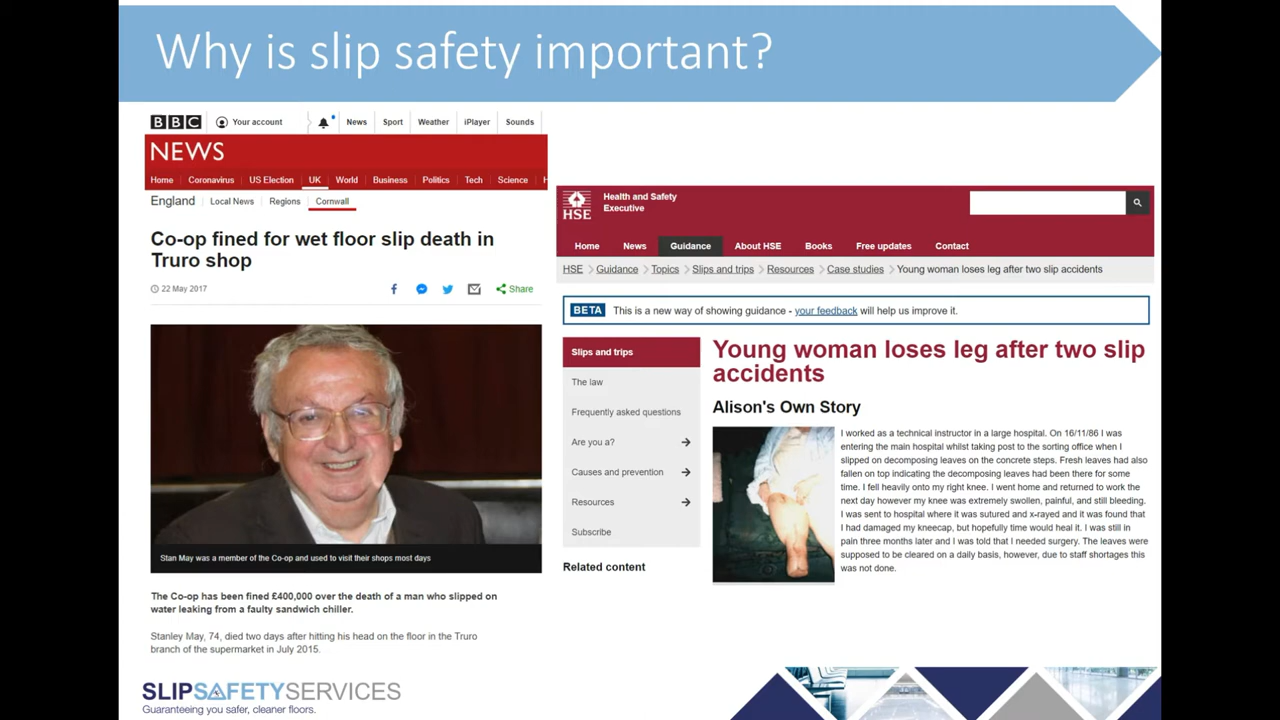 Why is slip safety important?
BBC Your account News Sport Weather iPlayer Sounds
NEWS
Home Coronavirus US Election UK World Business Politics Tech Science
England Local News Regions Cornwall
Co-op fined for wet floor slip death in
Truro shop
22 May 2017
Share
Stan May was a member of the Co-op and used to visit their shops most days
The Co-op has been fined £400,000 over the death of a man who slipped on
water leaking from a faulty sandwich chiller.
Stanley May, 74, died two days after hitting his head on the floor in the Truro
branch of the supermarket in July 2015.
HSE
Health and Safety
Executive
Home News Guidance About HSE Books Free updates Contact
HSE Guidance Topics Slips and trips Resources Case studies Young woman loses leg after two slip accidents
BETA This is a new way of showing guidance - your feedback will help us improve it.
Slips and trips
The law
Frequently asked questions
Are you a?
Causes and prevention
Resources
Subscribe
Related content
Young woman loses leg after two slip
accidents
Alison's Own Story
I worked as a technical instructor in a large hospital. On 16/11/86 I was
entering the main hospital whilst taking post to the sorting office when I
slipped on decomposing leaves on the concrete steps. Fresh leaves had also
fallen on top indicating the decomposing leaves had been there for some
time. I fell heavily onto my right knee. I went home and returned to work the
next day however my knee was extremely swollen, painful, and still bleeding.
I was sent to hospital where it was sutured and x-rayed and it was found that
I had damaged my kneecap, but hopefully time would heal it. I was still in
pain three months later and I was told that I needed surgery. The leaves were
supposed to be cleared on a daily basis, however, due to staff shortages this
was not done.
SLIPSAFETYSERVICES
Guaranteeing you safer, cleaner floors.